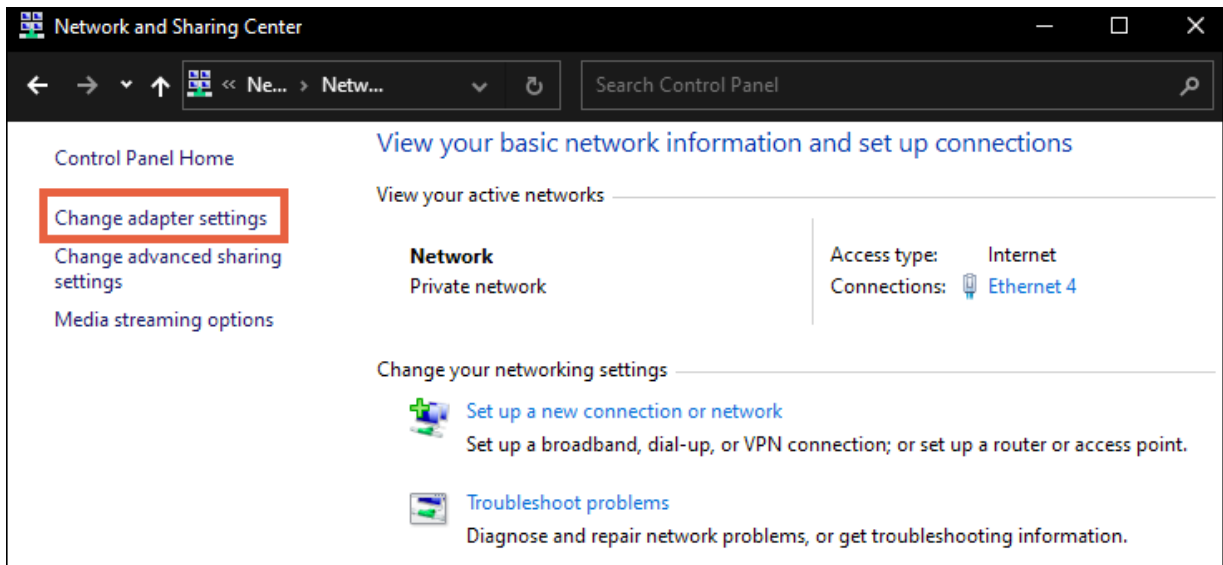 Network and Sharing Center
« Ne... › Netw...
Search Control Panel
Control Panel Home
Change adapter settings
Change advanced sharing
settings
Media streaming options
View your basic network information and set up connections
View your active networks
Network
Private network
Access type: Internet
Connections: Ethernet 4
Change your networking settings
Set up a new connection or network
Set up a broadband, dial-up, or VPN connection; or set up a router or access point.
Troubleshoot problems
Diagnose and repair network problems, or get troubleshooting information.